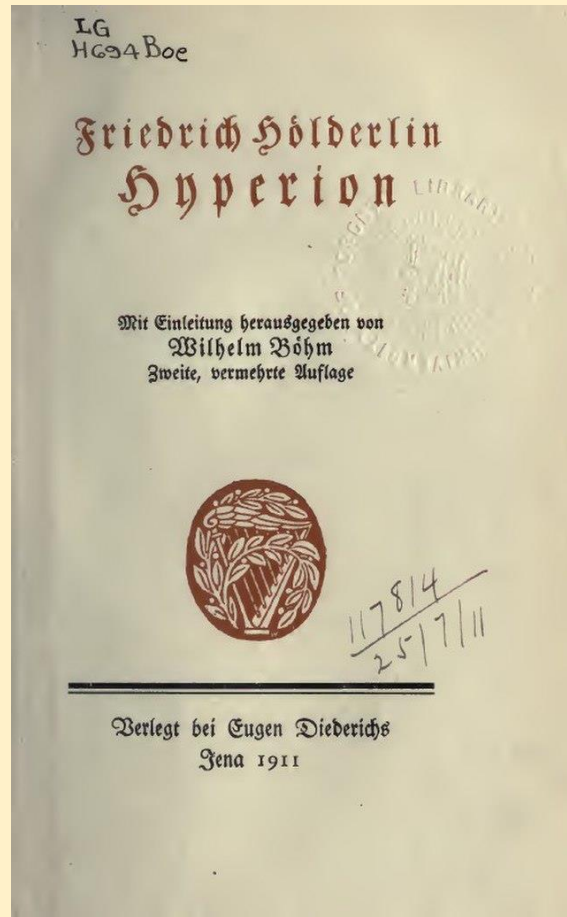 LG
H694Boe
Friedrich Hölderlin
Hyperion
LIBRARY
Mit Einleitung herausgegeben von
Wilhelm Böhm
Zweite, vermehrte Auflage
117814
25/7/11
Verlegt bei Eugen Diederichs
Jena 1911